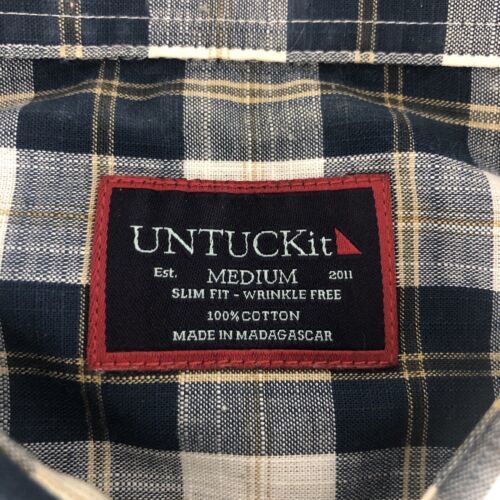 UNTUCKit
Est. MEDIUM 2011
SLIM FIT - WRINKLE FREE
100% COTTON
MADE IN MADAGASCAR